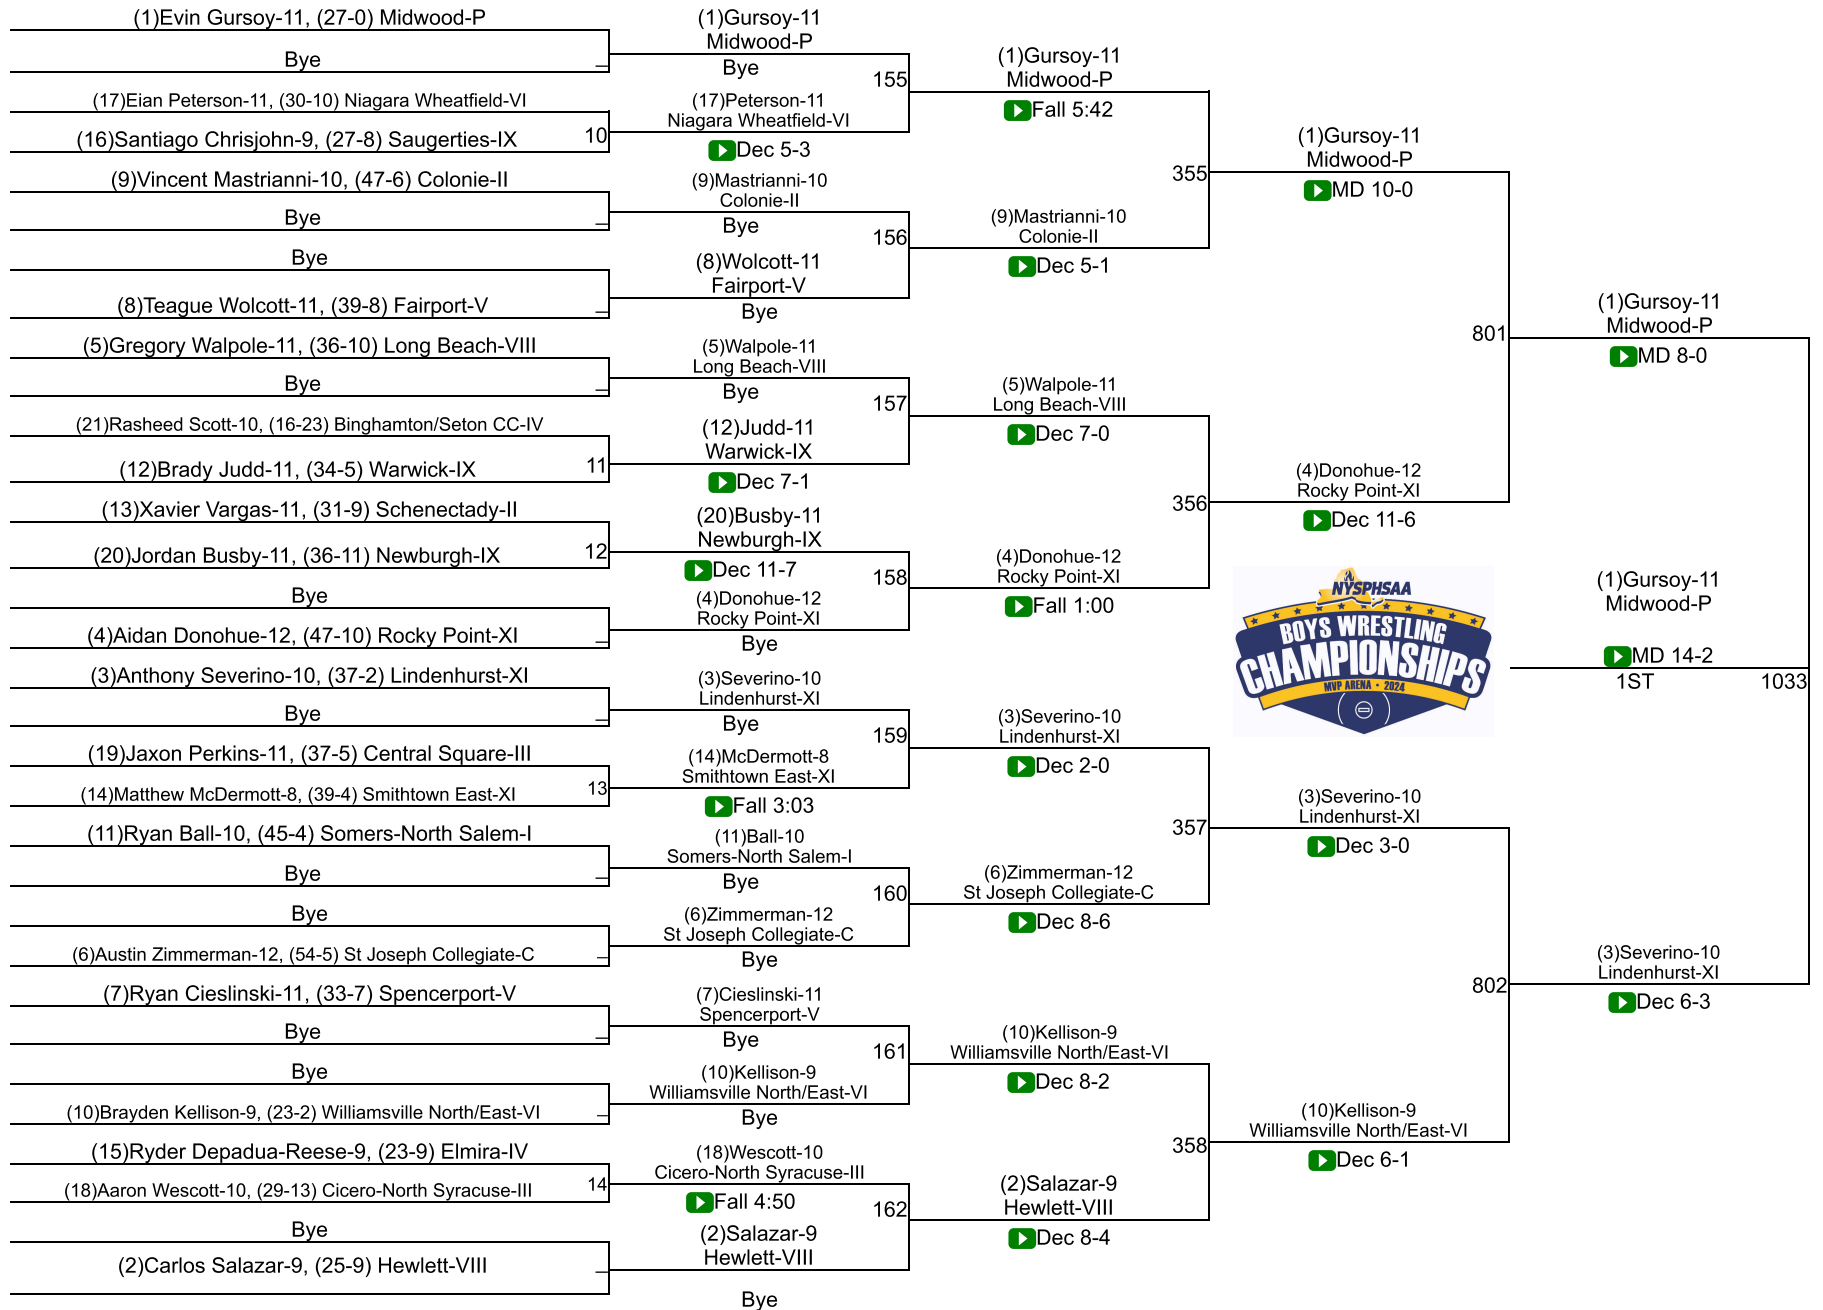 (1)Evin Gursoy-11, (27-0) Midwood-P
Bye
(17)Eian Peterson-11, (30-10) Niagara Wheatfield-VI
(16)Santiago Chrisjohn-9, (27-8) Saugerties-IX
10
(9)Vincent Mastrianni-10, (47-6) Colonie-II
Bye
Bye
(8)Teague Wolcott-11, (39-8) Fairport-V
(5)Gregory Walpole-11, (36-10) Long Beach-VIII
Bye
(21)Rasheed Scott-10, (16-23) Binghamton/Seton CC-IV
(12)Brady Judd-11, (34-5) Warwick-IX
11
(13)Xavier Vargas-11, (31-9) Schenectady-II
(20)Jordan Busby-11, (36-11) Newburgh-IX
12
Bye
(4)Aidan Donohue-12, (47-10) Rocky Point-XI
(3)Anthony Severino-10, (37-2) Lindenhurst-XI
Bye
(19)Jaxon Perkins-11, (37-5) Central Square-III
(14)Matthew McDermott-8, (39-4) Smithtown East-XI
13
(11)Ryan Ball-10, (45-4) Somers-North Salem-I
Bye
Bye
(6)Austin Zimmerman-12, (54-5) St Joseph Collegiate-C
(7)Ryan Cieslinski-11, (33-7) Spencerport-V
Bye
Bye
(10)Brayden Kellison-9, (23-2) Williamsville North/East-VI
(15)Ryder Depadua-Reese-9, (23-9) Elmira-IV
(18)Aaron Wescott-10, (29-13) Cicero-North Syracuse-III
14
Bye
(2)Carlos Salazar-9, (25-9) Hewlett-VIII
(1)Gursoy-11
Midwood-P
Bye
155
(17)Peterson-11
Niagara Wheatfield-VI
Dec 5-3
(9)Mastrianni-10
Colonie-II
Bye
156
(8)Wolcott-11
Fairport-V
Bye
(5)Walpole-11
Long Beach-VIII
Bye
157
(12)Judd-11
Warwick-IX
Dec 7-1
(20)Busby-11
Newburgh-IX
Dec 11-7
158
(4)Donohue-12
Rocky Point-XI
Bye
(3)Severino-10
Lindenhurst-XI
Bye
159
(14)McDermott-8
Smithtown East-XI
Fall 3:03
(11)Ball-10
Somers-North Salem-I
Bye
160
(6)Zimmerman-12
St Joseph Collegiate-C
Bye
(7)Cieslinski-11
Spencerport-V
Bye
161
(10)Kellison-9
Williamsville North/East-VI
Bye
(18)Wescott-10
Cicero-North Syracuse-III
Fall 4:50
162
(2)Salazar-9
Hewlett-VIII
Bye
(1)Gursoy-11
Midwood-P
Fall 5:42
355
(9)Mastrianni-10
Colonie-II
Dec 5-1
(5)Walpole-11
Long Beach-VIII
Dec 7-0
356
(4)Donohue-12
Rocky Point-XI
Fall 1:00
(3)Severino-10
Lindenhurst-XI
Dec 2-0
357
(6)Zimmerman-12
St Joseph Collegiate-C
Dec 8-6
(10)Kellison-9
Williamsville North/East-VI
Dec 8-2
358
(2)Salazar-9
Hewlett-VIII
Dec 8-4
(1)Gursoy-11
Midwood-P
MD 10-0
801
(4)Donohue-12
Rocky Point-XI
Dec 11-6
NYSPHSAA
BOYS WRESTLING
CHAMPIONSHIPS
MVP ARENA • 2024
(3)Severino-10
Lindenhurst-XI
Dec 3-0
802
(10)Kellison-9
Williamsville North/East-VI
Dec 6-1
(1)Gursoy-11
Midwood-P
MD 8-0
(1)Gursoy-11
Midwood-P
MD 14-2
1ST
1033
(3)Severino-10
Lindenhurst-XI
Dec 6-3